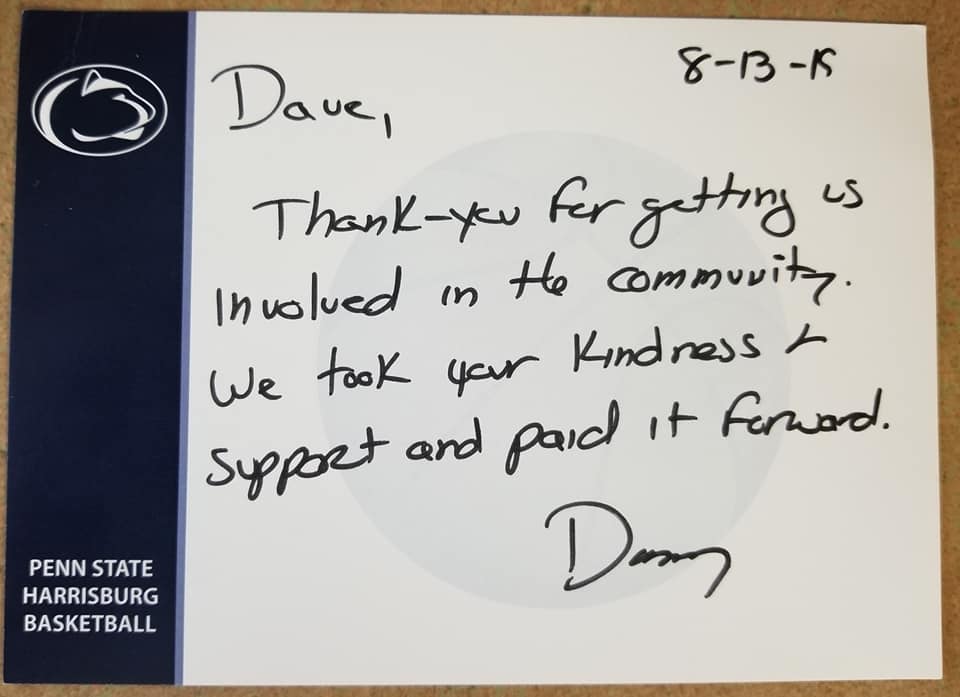 8-13-15
Dave,
Thank-you for getting us
involved in the community.
We took your kindness &
support and paid it forward.
PENN STATE
HARRISBURG
BASKETBALL